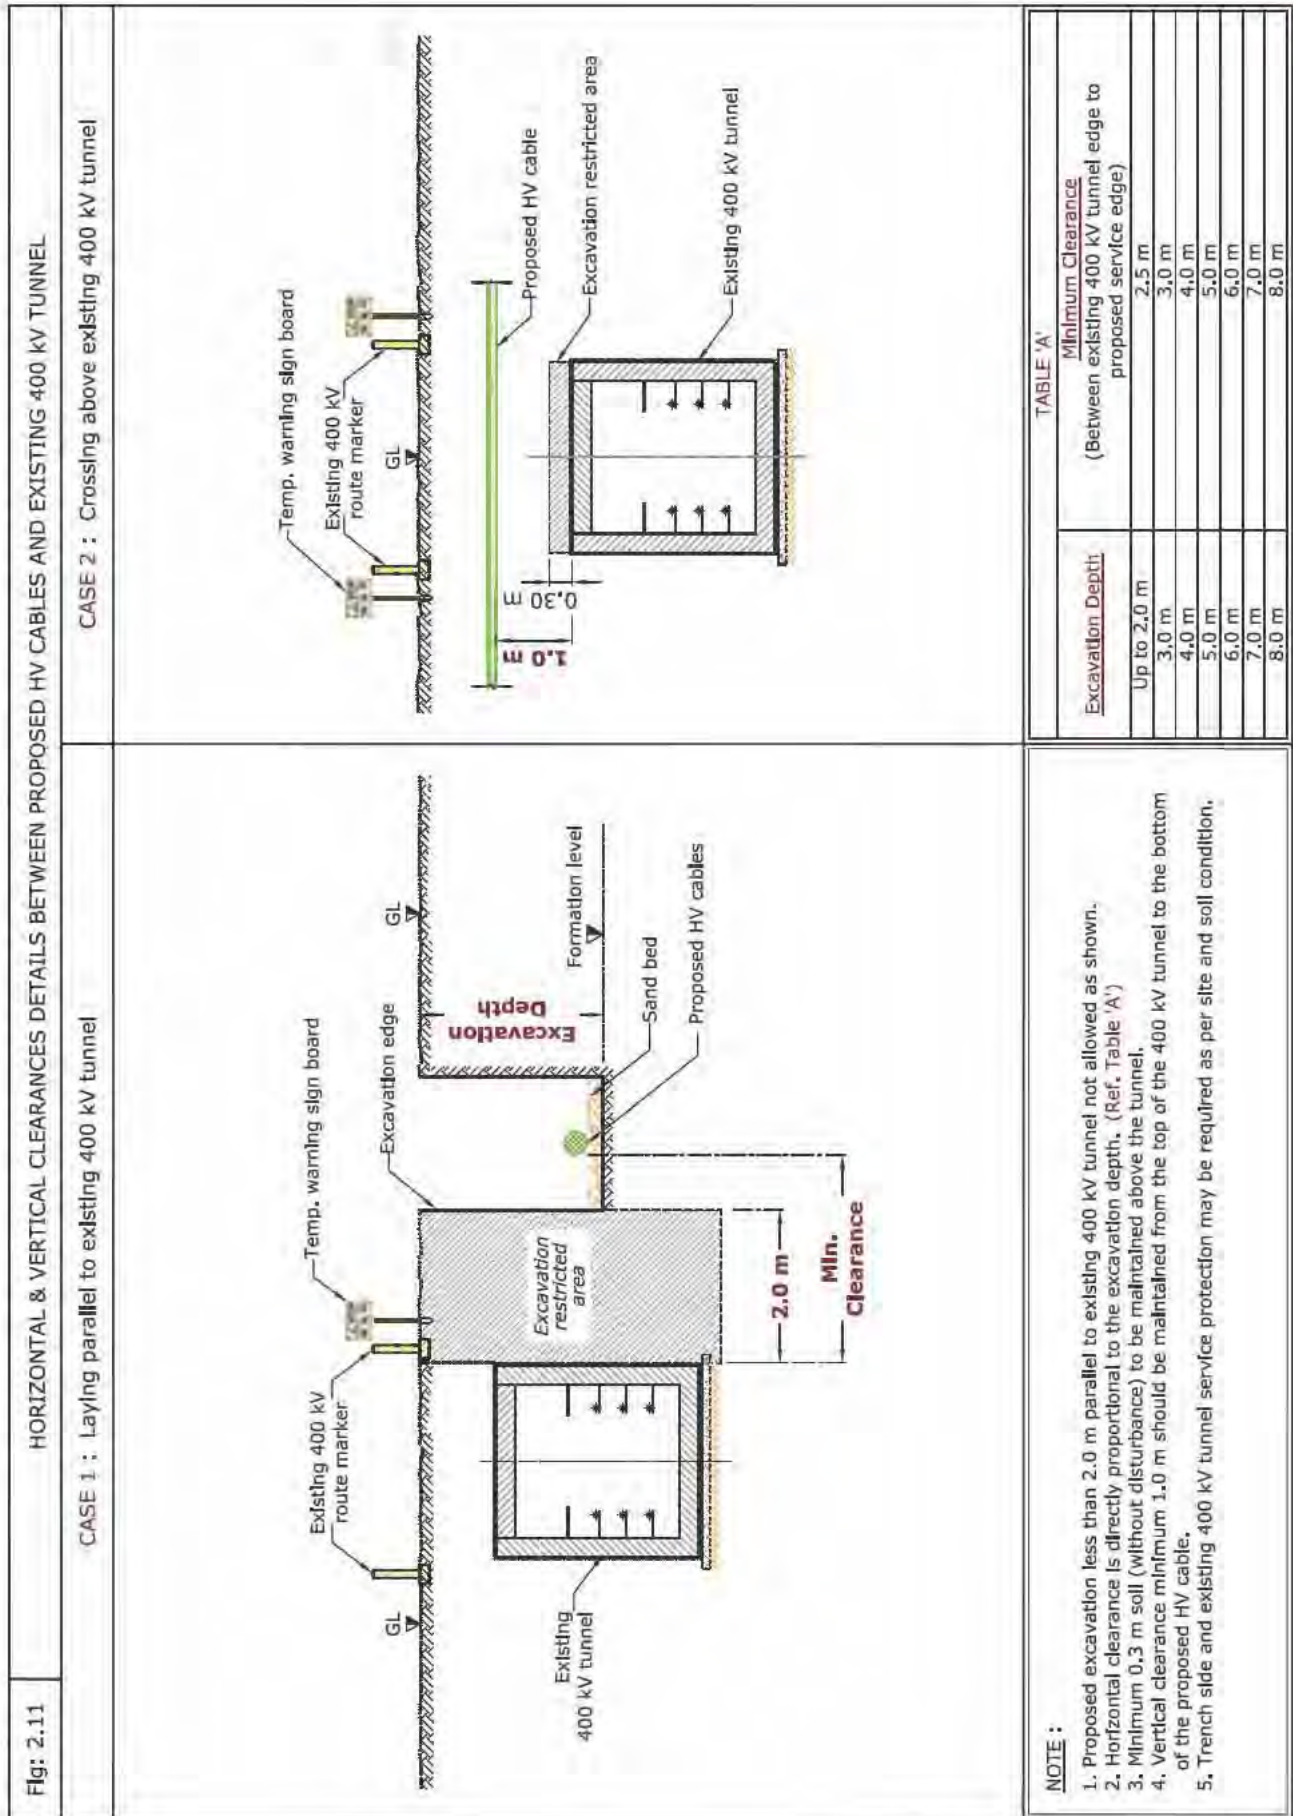 Fig: 2.11
HORIZONTAL & VERTICAL CLEARANCES DETAILS BETWEEN PROPOSED HV CABLES AND EXISTING 400 kV TUNNEL
CASE 1 : Laying parallel to existing 400 kV tunnel
Temp. warning sign board
Existing 400 kV
route marker
Excavation edge
GL
GL
Excavation
Depth
Formation level
Sand bed
Proposed HV cables
Excavation
restricted
area
Existing
400 kV tunnel
2.0 m
Min.
Clearance
CASE 2 : Crossing above existing 400 kV tunnel
Temp. warning sign board
Existing 400 kV
route marker
GL
Proposed HV cable
Excavation restricted area
Existing 400 kV tunnel
1.0 m
0.30 m
NOTE :
1. Proposed excavation less than 2.0 m parallel to existing 400 kV tunnel not allowed as shown.
2. Horizontal clearance is directly proportional to the excavation depth. (Ref. Table 'A')
3. Minimum 0.3 m soil (without disturbance) to be maintained above the tunnel.
4. Vertical clearance minimum 1.0 m should be maintained from the top of the 400 kV tunnel to the bottom
of the proposed HV cable.
5. Trench side and existing 400 kV tunnel service protection may be required as per site and soil condition.
TABLE 'A'
Excavation Depth
Minimum Clearance
(Between existing 400 kV tunnel edge to
proposed service edge)
Up to 2.0 m 2.5 m
3.0 m 3.0 m
4.0 m 4.0 m
5.0 m 5.0 m
6.0 m 6.0 m
7.0 m 7.0 m
8.0 m 8.0 m